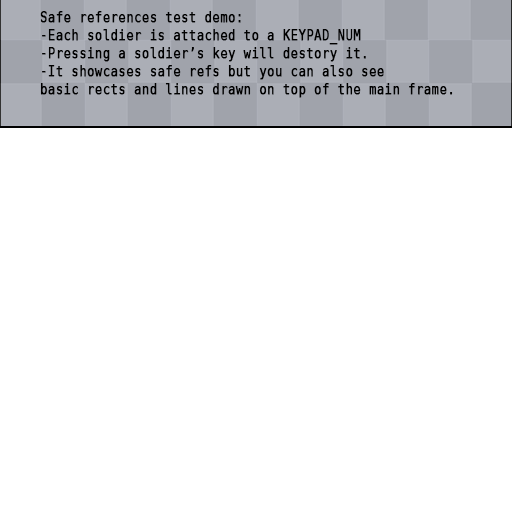 Safe references test demo:
-Each soldier is attached to a KEYPAD_NUM
-Pressing a soldier's key will destory it.
-It showcases safe refs but you can also see
basic rects and lines drawn on top of the main frame.